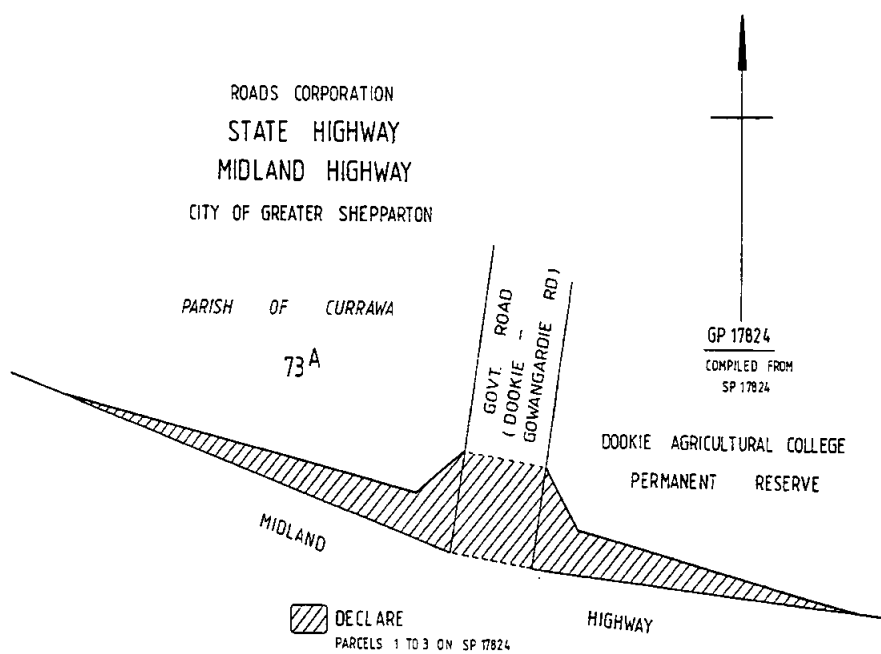 ROADS CORPORATION
STATE HIGHWAY
MIDLAND HIGHWAY
CITY OF GREATER SHEPPARTON
PARISH OF CURRAWA
73A
GOVT. ROAD
( DOOKIE -
GOWANGARDIE RD)
GP 17824
COMPILED FROM
SP 17824
DOOKIE AGRICULTURAL COLLEGE
PERMANENT RESERVE
MIDLAND
HIGHWAY
DECLARE
PARCELS 1 TO 3 ON SP 17824